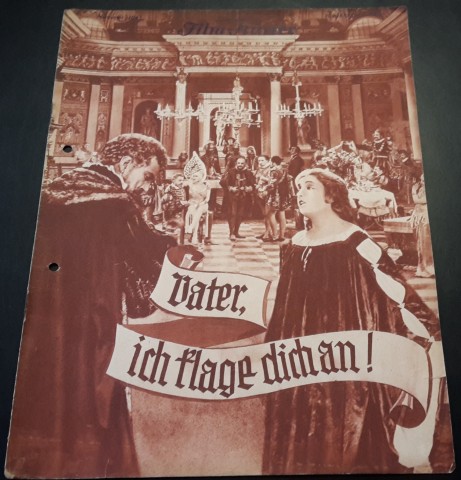 Vater,
ich klage dich an!